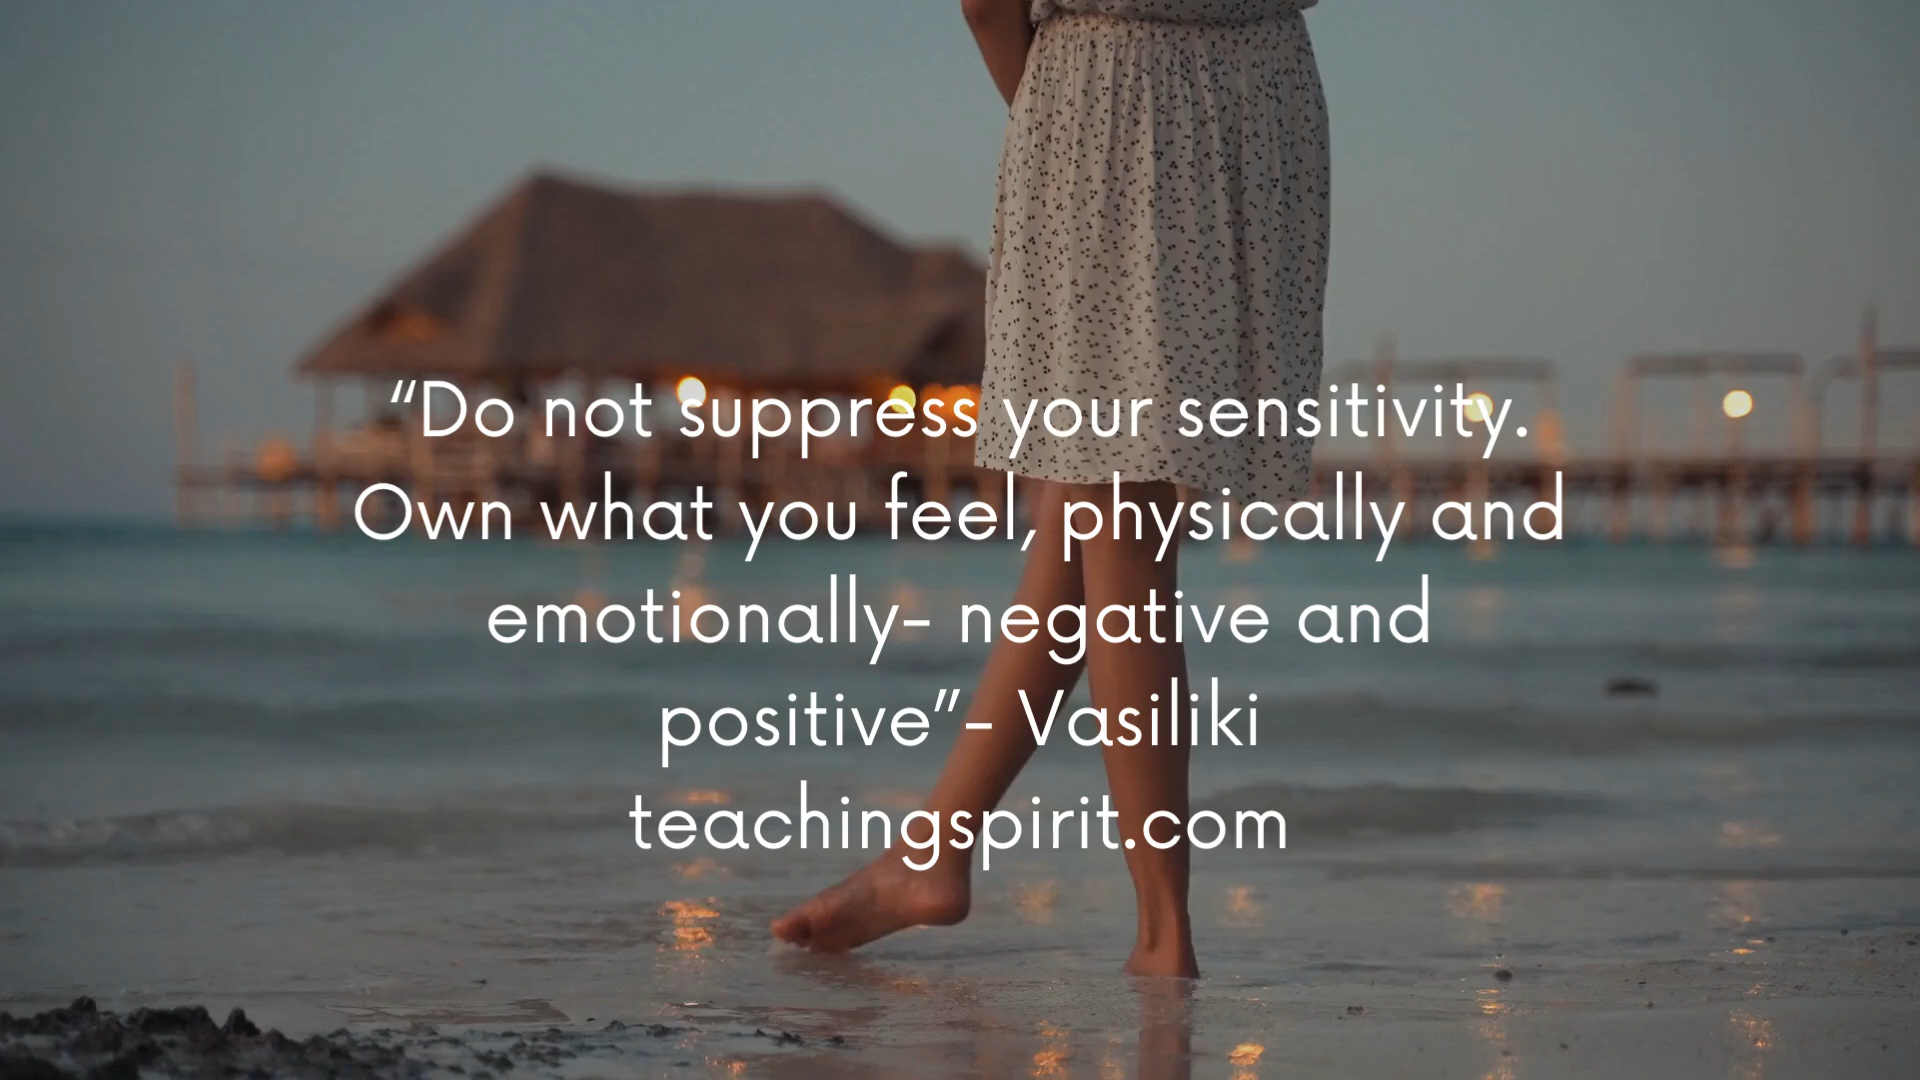 “Do not suppress your sensitivity.
Own what you feel, physically and
emotionally- negative and
positive”- Vasiliki
teachingspirit.com